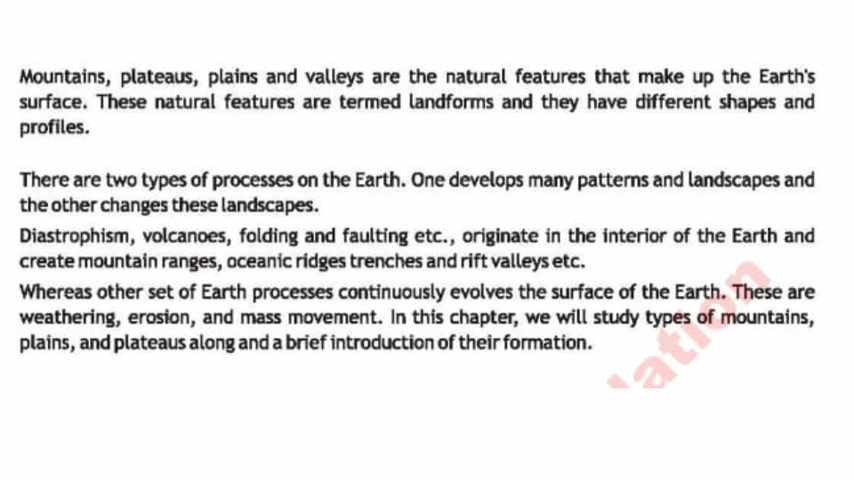 Mountains, plateaus, plains and valleys are the natural features that make up the Earth's
surface. These natural features are termed landforms and they have different shapes and
profiles.
There are two types of processes on the Earth. One develops many patterns and landscapes and
the other changes these landscapes.
Diastrophism, volcanoes, folding and faulting etc., originate in the interior of the Earth and
create mountain ranges, oceanic ridges trenches and rift valleys etc.
Whereas other set of Earth processes continuously evolves the surface of the Earth. These are
weathering, erosion, and mass movement. In this chapter, we will study types of mountains,
plains, and plateaus along and a brief introduction of their formation.
lation